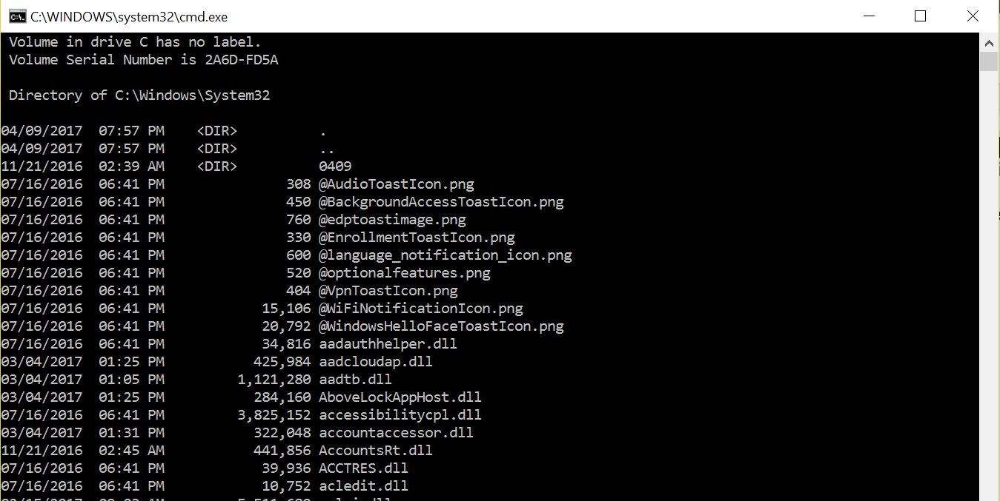 C:\WINDOWS\system32\cmd.exe
Volume in drive C has no label.
Volume Serial Number is 2A6D-FD5A
Directory of C:\Windows\System32
04/09/2017  07:57 PM    <DIR>          .
04/09/2017  07:57 PM    <DIR>          ..
11/21/2016  02:39 AM    <DIR>          0409
07/16/2016  06:41 PM               308 @AudioToastIcon.png
07/16/2016  06:41 PM               450 @BackgroundAccessToastIcon.png
07/16/2016  06:41 PM               760 @edptoastimage.png
07/16/2016  06:41 PM               330 @EnrollmentToastIcon.png
07/16/2016  06:41 PM               600 @language_notification_icon.png
07/16/2016  06:41 PM               520 @optionalfeatures.png
07/16/2016  06:41 PM               404 @VpnToastIcon.png
07/16/2016  06:41 PM            15,106 @WiFiNotificationIcon.png
07/16/2016  06:41 PM            20,792 @WindowsHelloFaceToastIcon.png
07/16/2016  06:41 PM            34,816 aadauthhelper.dll
03/04/2017  01:25 PM           425,984 aadcloudap.dll
03/04/2017  01:05 PM         1,121,280 aadtb.dll
03/04/2017  01:25 PM           284,160 AboveLockAppHost.dll
07/16/2016  06:41 PM         3,825,152 accessibilitycpl.dll
03/04/2017  01:31 PM           322,048 accountaccessor.dll
11/21/2016  02:45 AM           441,856 AccountsRt.dll
07/16/2016  06:41 PM            39,936 ACCTRES.dll
07/16/2016  06:41 PM            10,752 acledit.dll